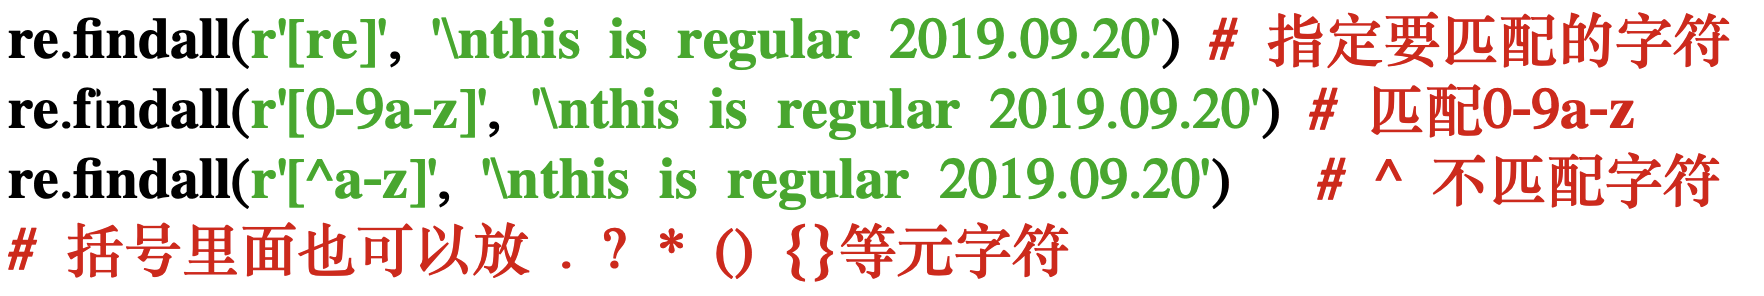 re.findall(r'[re]', '\nthis is regular 2019.09.20') # 指定要匹配的字符
re.findall(r'[0-9a-z]', '\nthis is regular 2019.09.20') # 匹配0-9a-z
re.findall(r'[^a-z]', '\nthis is regular 2019.09.20') # ^ 不匹配字符
# 括号里面也可以放 . ? * () {}等元字符